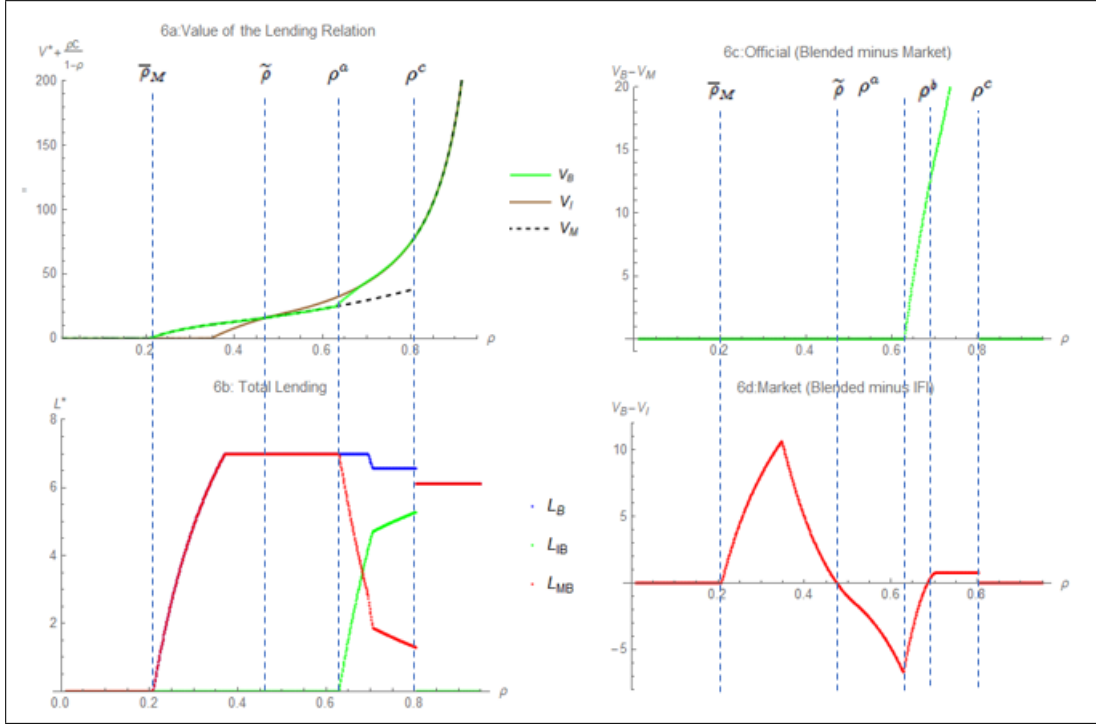 6a:Value of the Lending Relation
V*+ ρc/1-ρ
ρ̅_M ρ̃ ρ^a ρ^c
200
150
100
50
0
0.2 0.4 0.6 0.8 ρ
V_B
V_I
V_M
6c:Official (Blended minus Market)
V_B-V_M
ρ̅_M ρ̃ ρ^a ρ^b ρ^c
20
15
10
5
0.2 0.4 0.6 0.8 ρ
6b: Total Lending
L*
8
6
4
2
0
0.0 0.2 0.4 0.6 0.8 ρ
L_B
L_IB
L_MB
6d:Market (Blended minus IFI)
V_B-V_I
10
5
-5
0.2 0.4 0.6 0.8 ρ